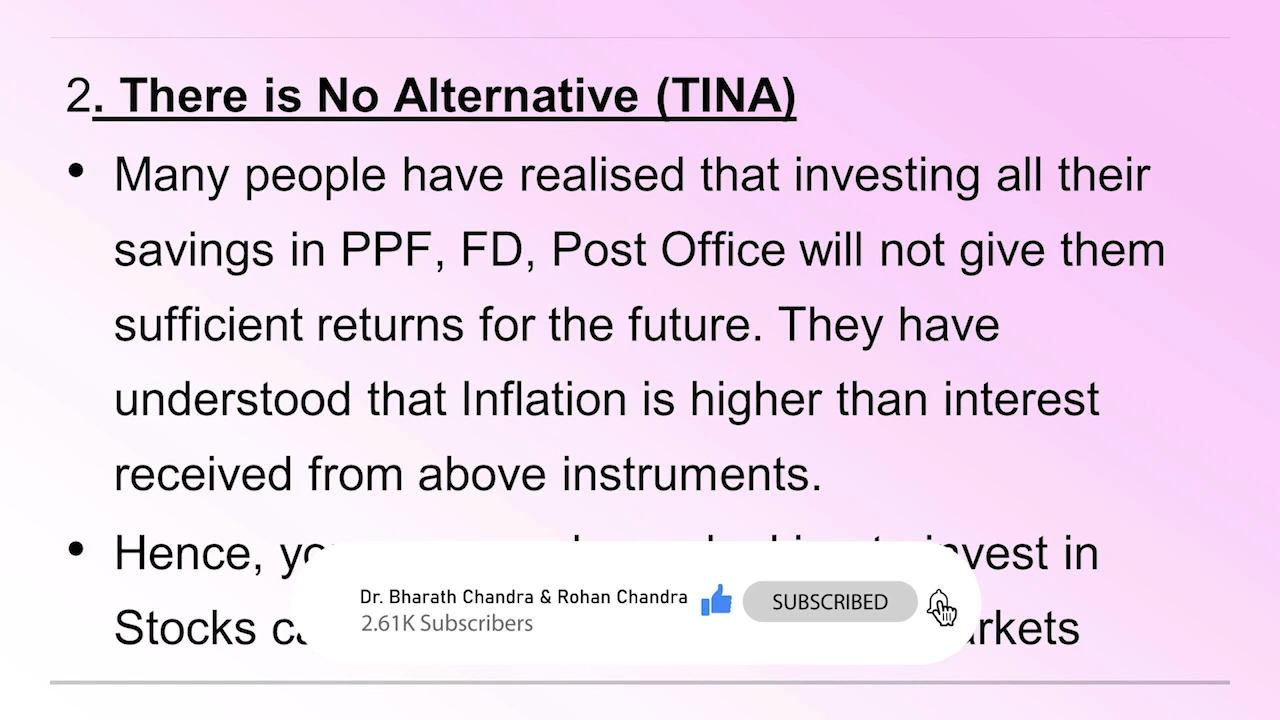 2. There is No Alternative (TINA)
• Many people have realised that investing all their
savings in PPF, FD, Post Office will not give them
sufficient returns for the future. They have
understood that Inflation is higher than interest
received from above instruments.
• Hence, invest in
Stocks
Dr. Bharath Chandra & Rohan Chandra
2.61K Subscribers
SUBSCRIBED